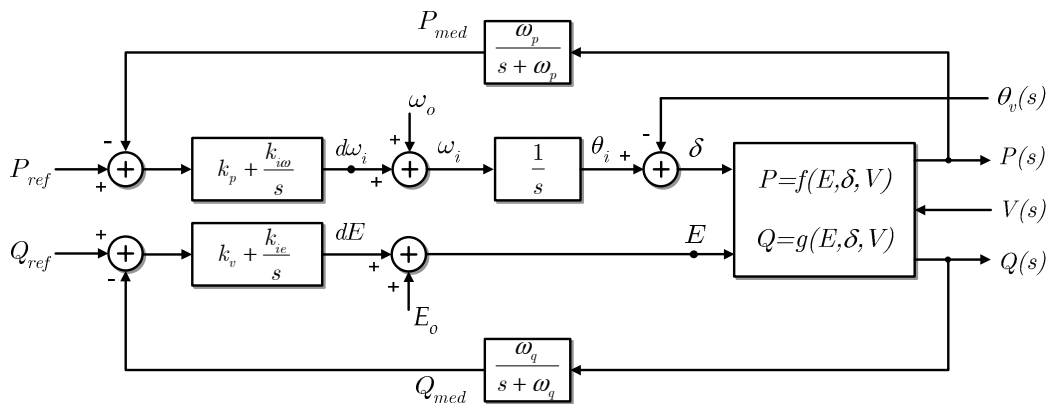 P_med
ω_p / (s + ω_p)
θ_v(s)
ω_o
- + P_ref
k_p + k_iω / s
dω_i
+ +
ω_i
1 / s
θ_i
+ -
δ
P=f(E,δ,V)
Q=g(E,δ,V)
P(s)
V(s)
Q(s)
Q_ref
+ -
k_v + k_ie / s
dE
+ +
E_o
E
ω_q / (s + ω_q)
Q_med